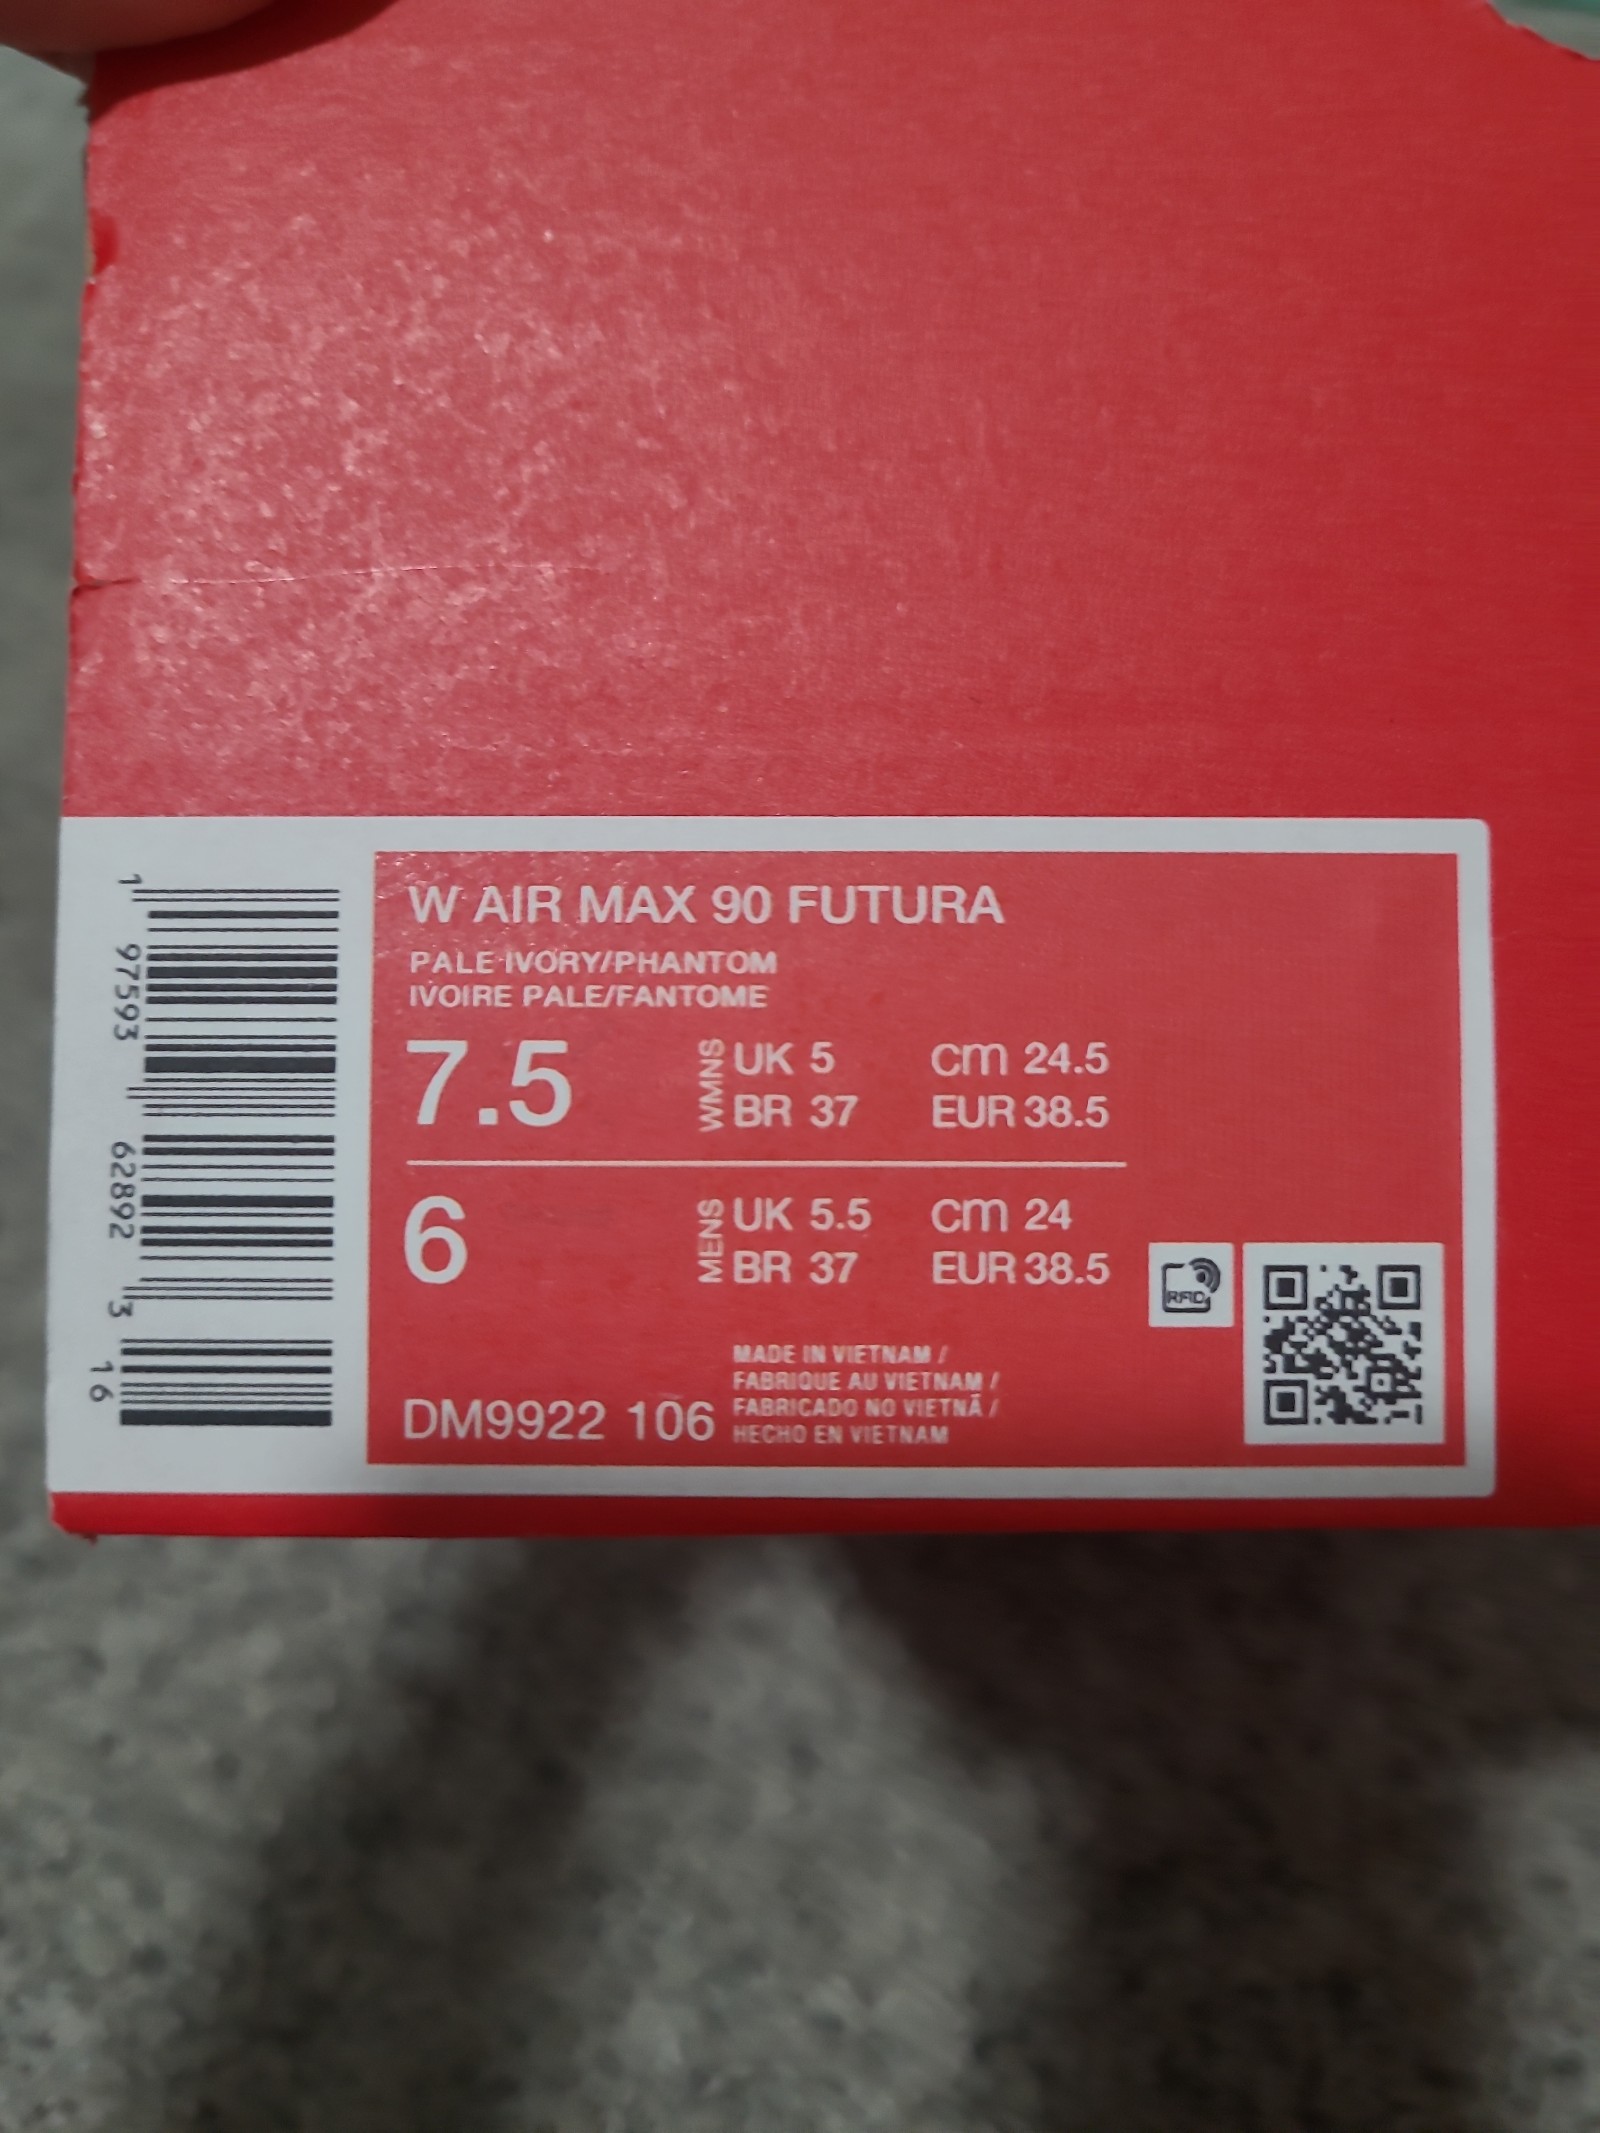 W AIR MAX 90 FUTURA
PALE IVORY/PHANTOM
IVOIRE PALE/FANTOME
7.5 WMNS UK 5 cm 24.5
BR 37 EUR 38.5
6 MENS UK 5.5 cm 24
BR 37 EUR 38.5
RFID
MADE IN VIETNAM /
FABRIQUE AU VIETNAM /
FABRICADO NO VIETNÃ /
HECHO EN VIETNAM
DM9922 106
1 97593 62892 3 16